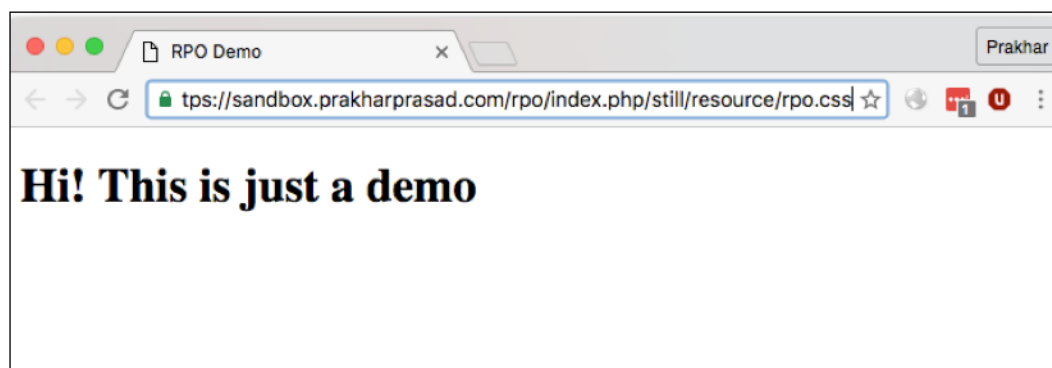 RPO Demo
Prakhar
tps://sandbox.prakharprasad.com/rpo/index.php/still/resource/rpo.css
1
Hi! This is just a demo